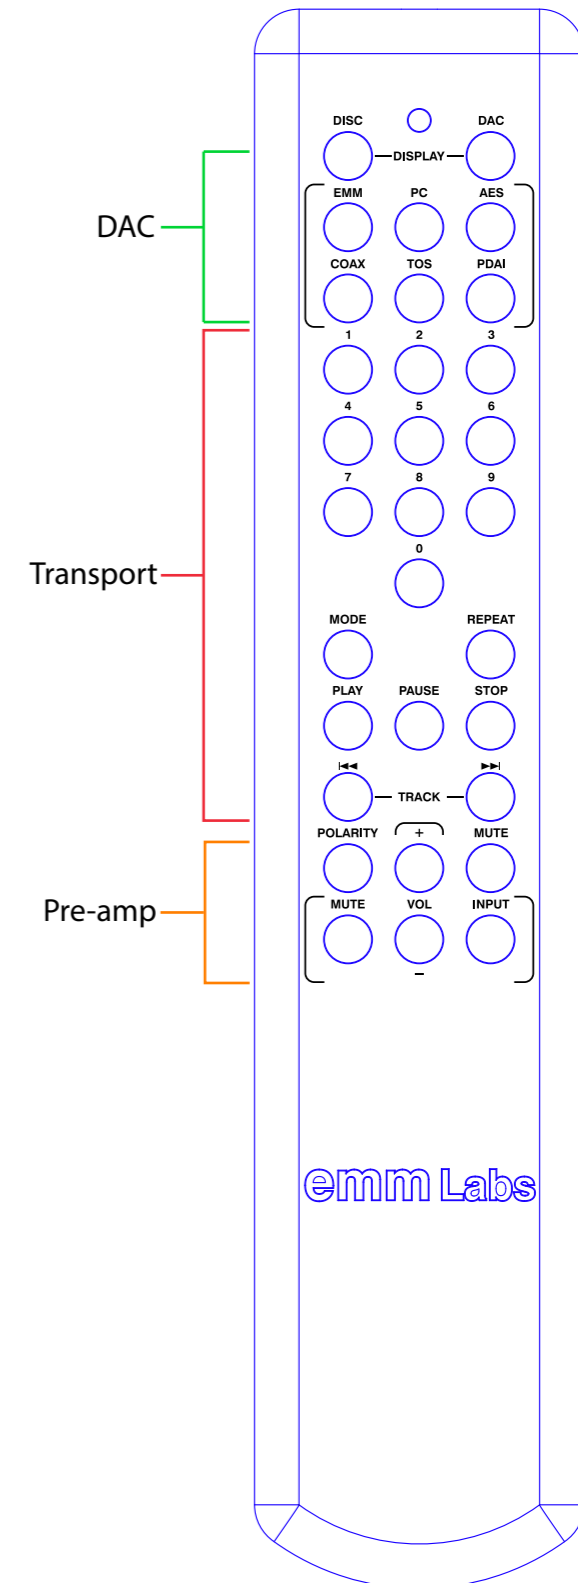 DISC DAC
DISPLAY
DAC
EMM PC AES
COAX TOS PDAI
1 2 3
4 5 6
7 8 9
0
Transport
MODE REPEAT
PLAY PAUSE STOP
TRACK
POLARITY + MUTE
Pre-amp
MUTE VOL INPUT
–
emm Labs